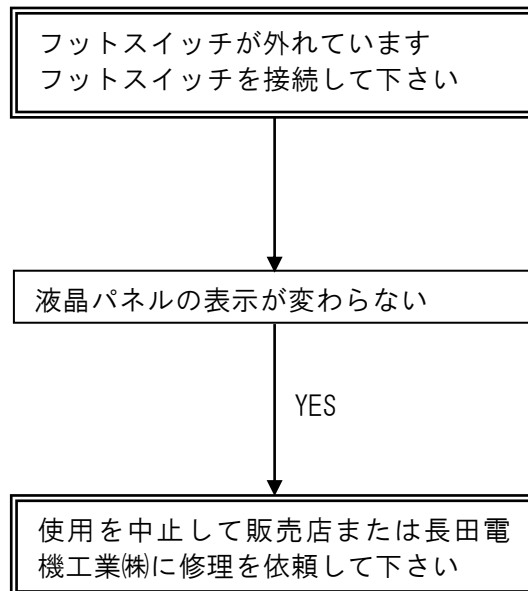 フットスイッチが外れています
フットスイッチを接続して下さい
液晶パネルの表示が変わらない
YES
使用を中止して販売店または長田電
機工業㈱に修理を依頼して下さい